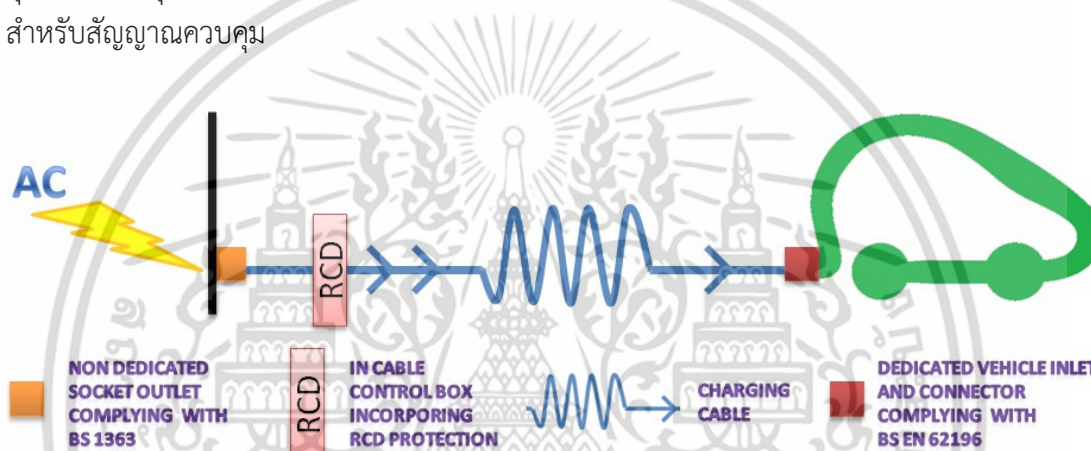 สำหรับสัญญาณควบคุม
AC
RCD
NON DEDICATED
SOCKET OUTLET
COMPLYING WITH
BS 1363
RCD
IN CABLE
CONTROL BOX
INCORPORING
RCD PROTECTION
CHARGING
CABLE
DEDICATED VEHICLE INLET
AND CONNECTOR
COMPLYING WITH
BS EN 62196